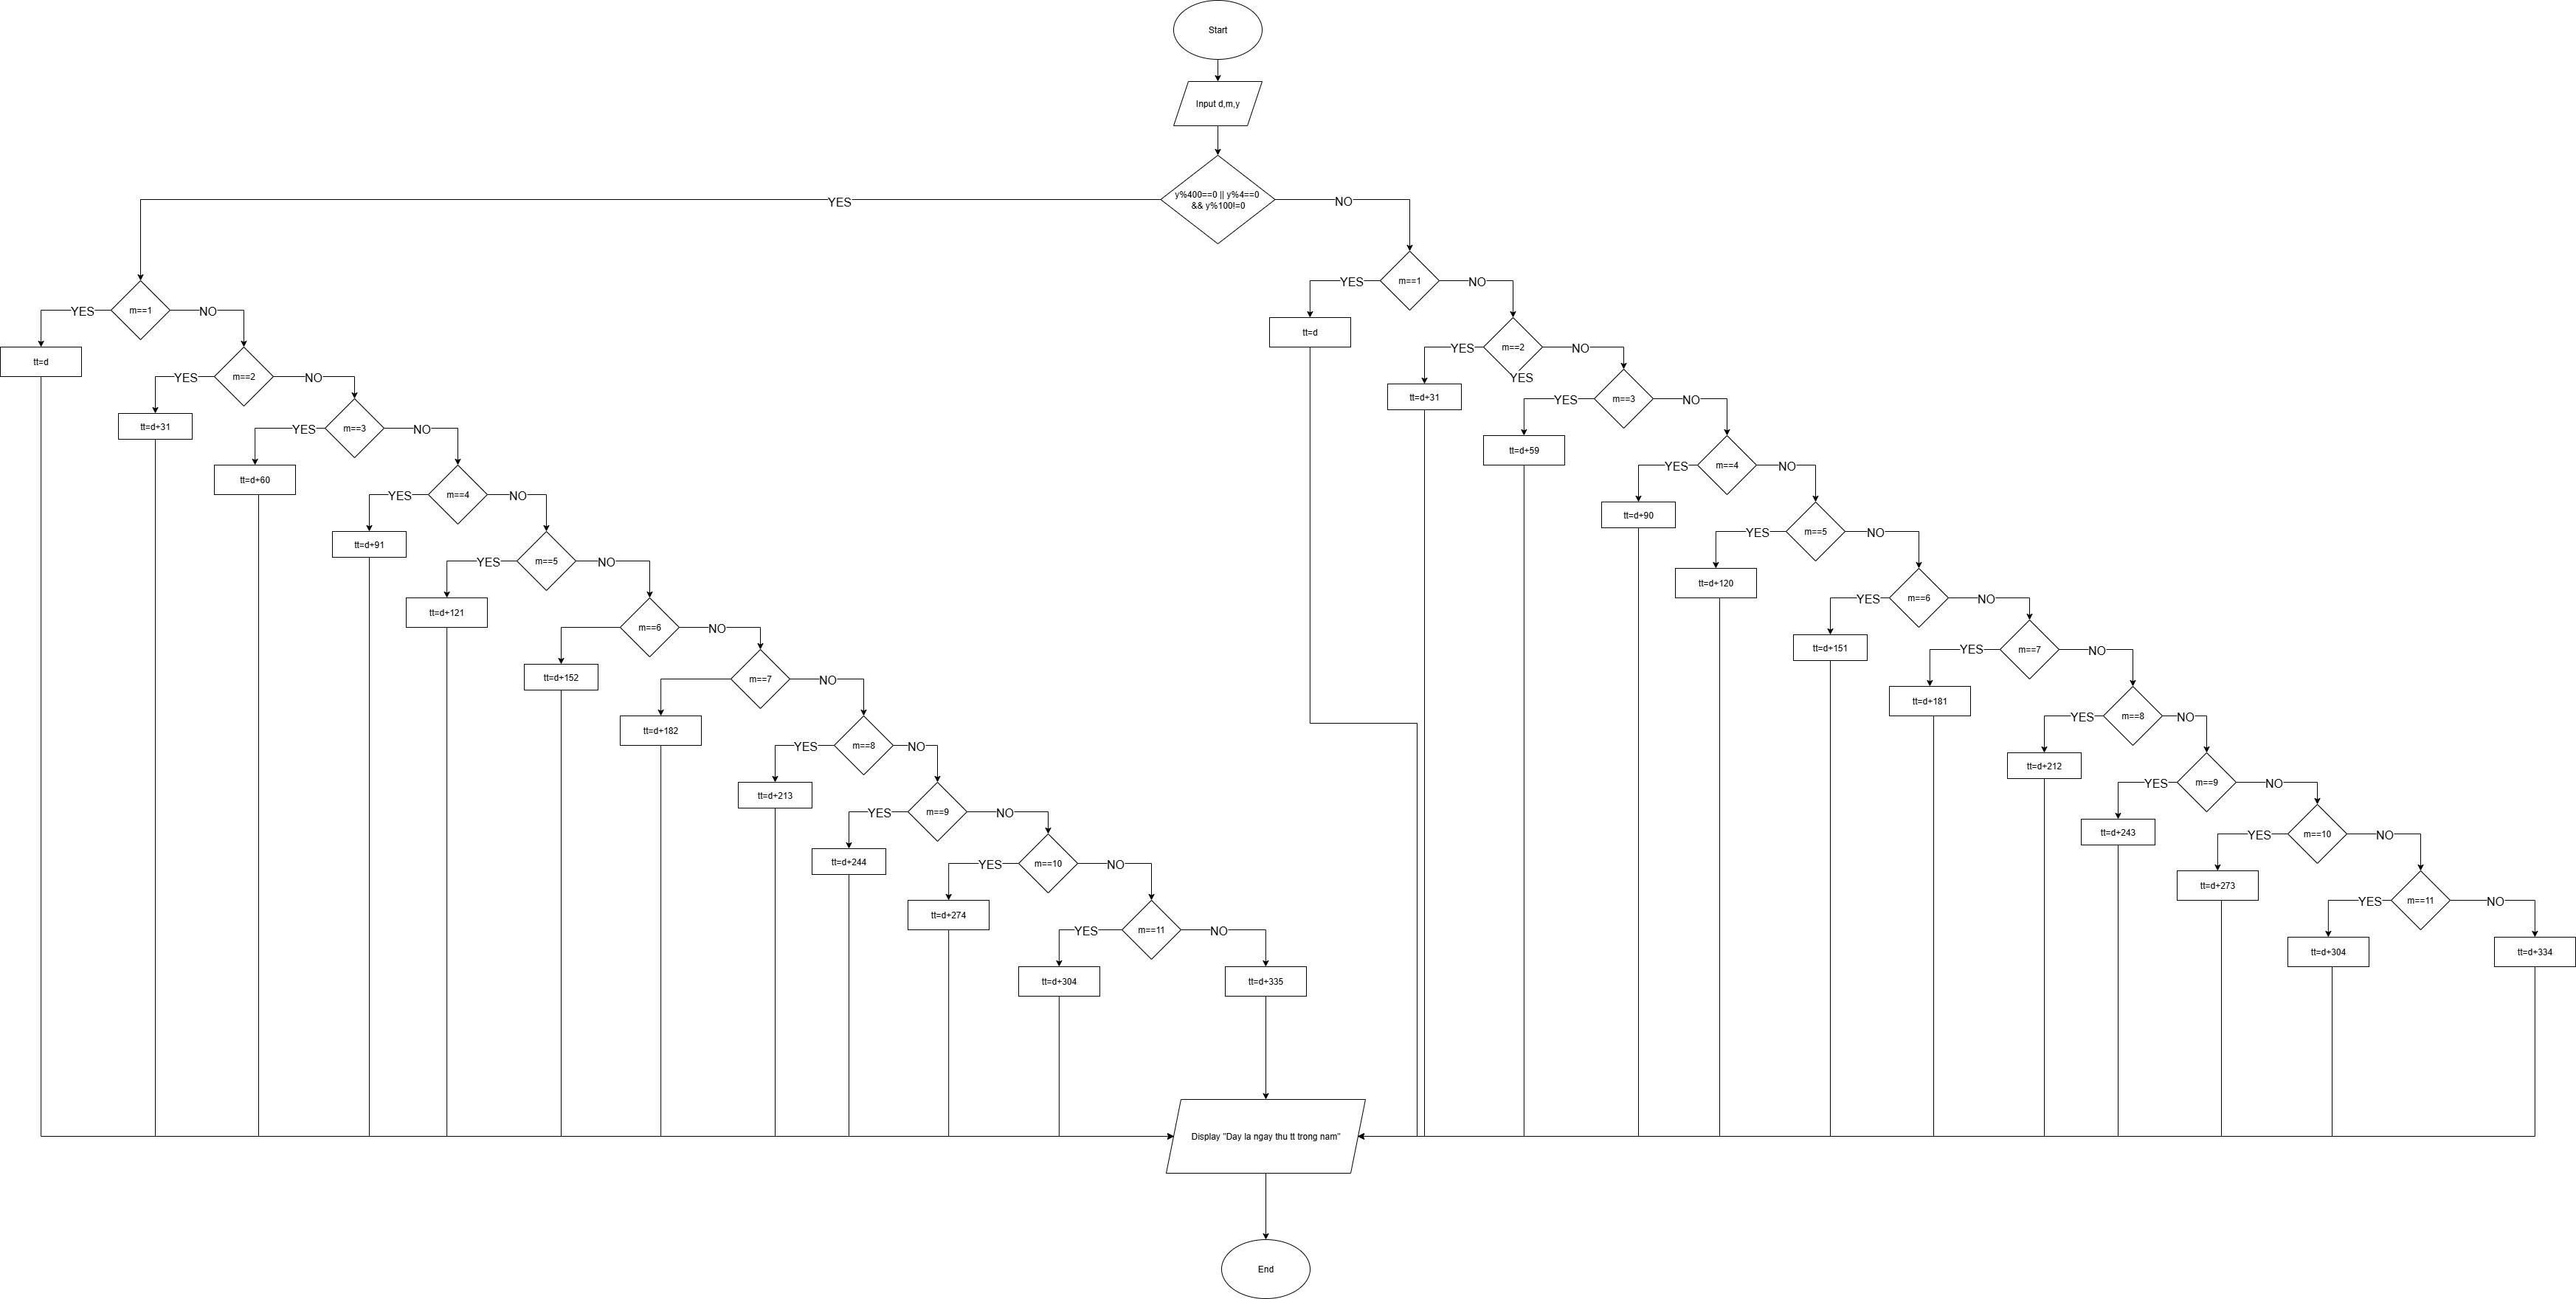 Start
Input d,m,y
y%400==0 || y%4==0
&& y%100!=0
YES
NO
m==1
YES
NO
tt=d
m==2
YES
NO
tt=d+31
m==3
YES
NO
tt=d+60
m==4
YES
NO
tt=d+91
m==5
YES
NO
tt=d+121
m==6
NO
tt=d+152
m==7
NO
tt=d+182
m==8
YES
NO
tt=d+213
m==9
YES
NO
tt=d+244
m==10
YES
NO
tt=d+274
m==11
YES
NO
tt=d+304
tt=d+335
m==1
YES
NO
tt=d
m==2
YES
NO
YES
tt=d+31
m==3
YES
NO
tt=d+59
m==4
YES
NO
tt=d+90
m==5
YES
NO
tt=d+120
m==6
YES
NO
tt=d+151
m==7
YES
NO
tt=d+181
m==8
YES
NO
tt=d+212
m==9
YES
NO
tt=d+243
m==10
YES
NO
tt=d+273
m==11
YES
NO
tt=d+304
tt=d+334
Display "Day la ngay thu tt trong nam"
End